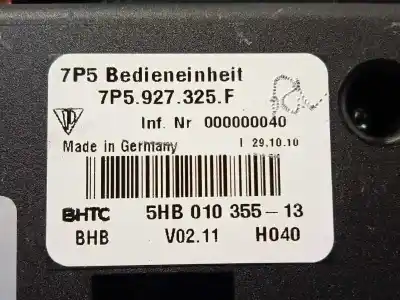 7P5 Bedieneinheit
7P5.927.325.F
Inf. Nr 000000040
Made in Germany I 29.10.10
BHTC 5HB 010 355-13
BHB V02.11 H040